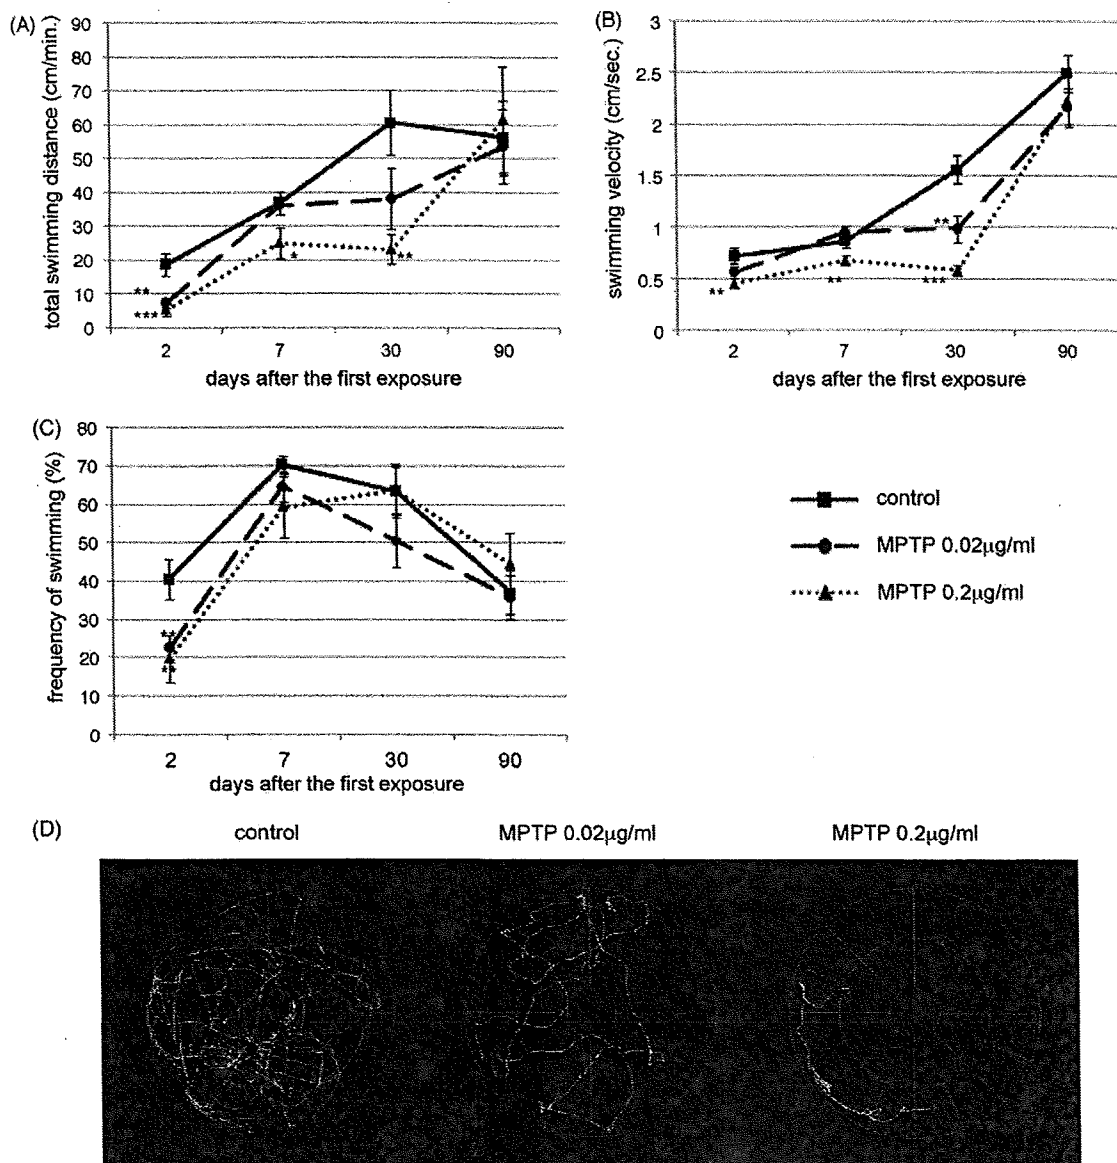 (A)
total swimming distance (cm/min.)
90
80
70
60
50
40
30
20
10
0
**
***
*
**
2 7 30 90
days after the first exposure
(B)
swimming velocity (cm/sec.)
3
2.5
2
1.5
1
0.5
0
**
**
**
***
2 7 30 90
days after the first exposure
(C)
frequency of swimming (%)
80
70
60
50
40
30
20
10
0
**
**
2 7 30 90
days after the first exposure
control
MPTP 0.02µg/ml
MPTP 0.2µg/ml
(D)
control MPTP 0.02µg/ml MPTP 0.2µg/ml